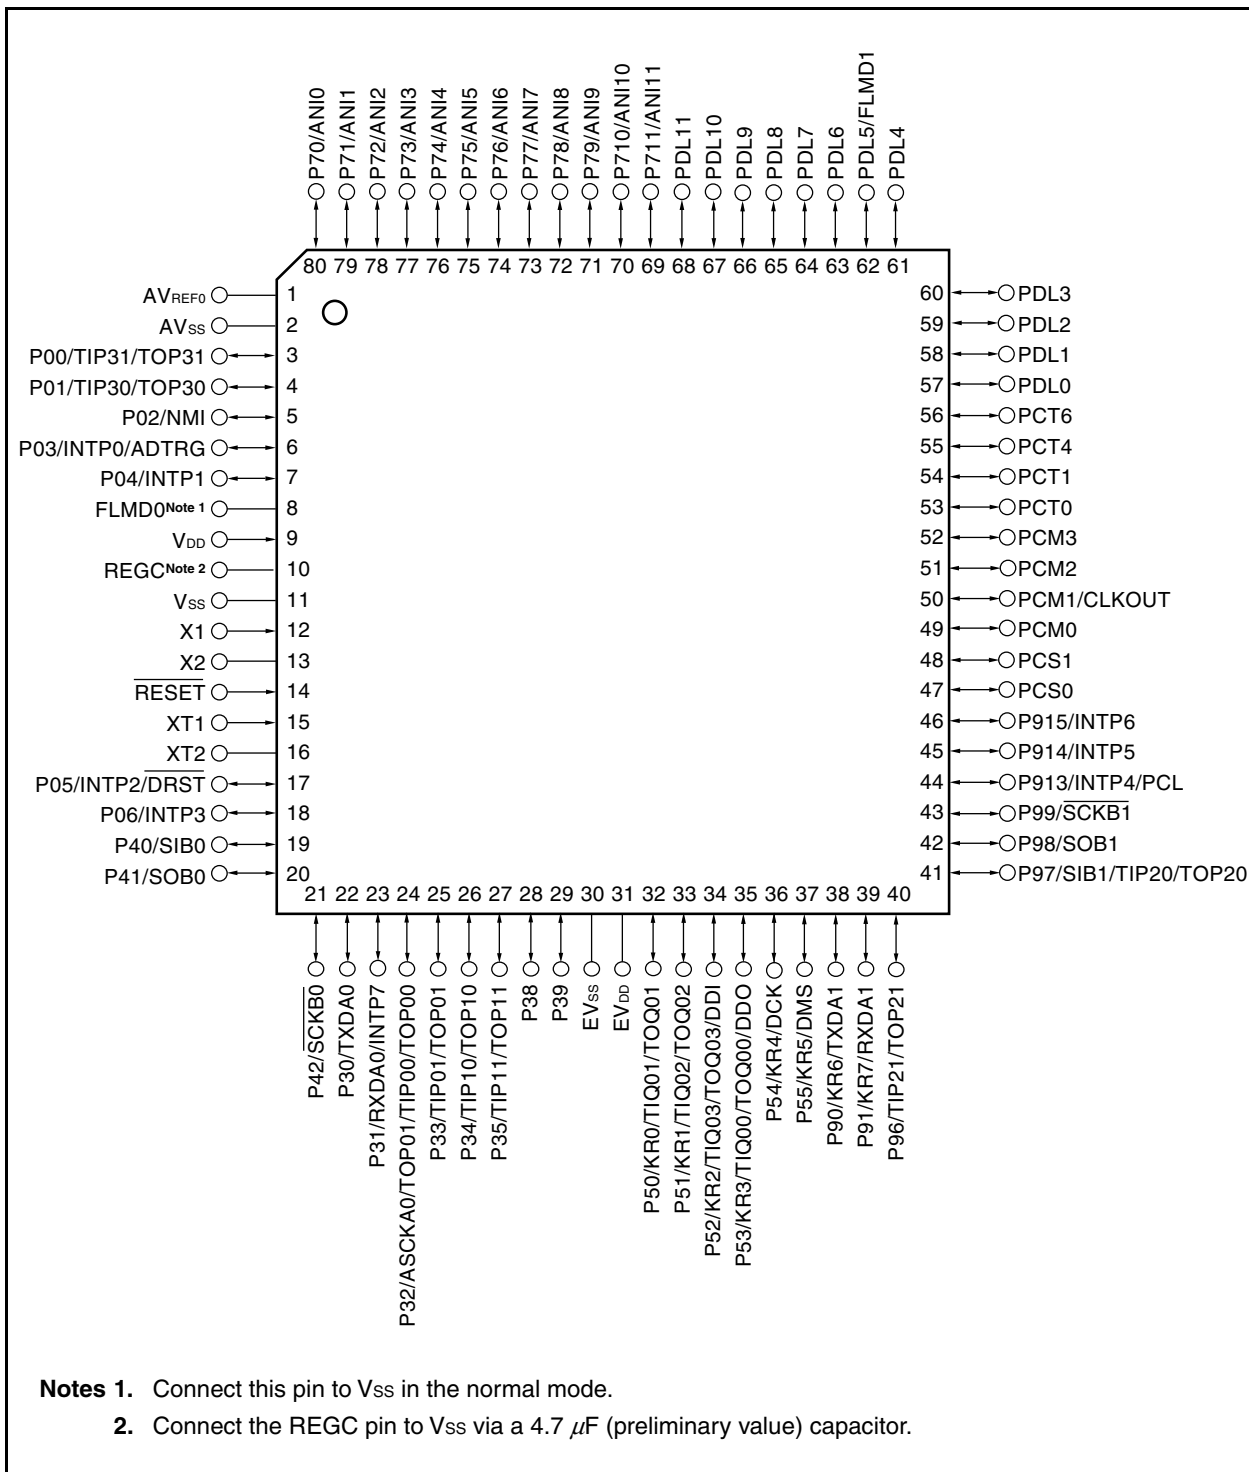 P70/ANI0
P71/ANI1
P72/ANI2
P73/ANI3
P74/ANI4
P75/ANI5
P76/ANI6
P77/ANI7
P78/ANI8
P79/ANI9
P710/ANI10
P711/ANI11
PDL11
PDL10
PDL9
PDL8
PDL7
PDL6
PDL5/FLMD1
PDL4
80 79 78 77 76 75 74 73 72 71 70 69 68 67 66 65 64 63 62 61
AVREF0 1
AVSS 2
P00/TIP31/TOP31 3
P01/TIP30/TOP30 4
P02/NMI 5
P03/INTP0/ADTRG 6
P04/INTP1 7
FLMD0Note 1 8
VDD 9
REGCNote 2 10
VSS 11
X1 12
X2 13
RESET 14
XT1 15
XT2 16
P05/INTP2/DRST 17
P06/INTP3 18
P40/SIB0 19
P41/SOB0 20
60 PDL3
59 PDL2
58 PDL1
57 PDL0
56 PCT6
55 PCT4
54 PCT1
53 PCT0
52 PCM3
51 PCM2
50 PCM1/CLKOUT
49 PCM0
48 PCS1
47 PCS0
46 P915/INTP6
45 P914/INTP5
44 P913/INTP4/PCL
43 P99/SCKB1
42 P98/SOB1
41 P97/SIB1/TIP20/TOP20
21 22 23 24 25 26 27 28 29 30 31 32 33 34 35 36 37 38 39 40
P42/SCKB0
P30/TXDA0
P31/RXDA0/INTP7
P32/ASCKA0/TOP01/TIP00/TOP00
P33/TIP01/TOP01
P34/TIP10/TOP10
P35/TIP11/TOP11
P38
P39
EVSS
EVDD
P50/KR0/TIQ01/TOQ01
P51/KR1/TIQ02/TOQ02
P52/KR2/TIQ03/TOQ03/DDI
P53/KR3/TIQ00/TOQ00/DDO
P54/KR4/DCK
P55/KR5/DMS
P90/KR6/TXDA1
P91/KR7/RXDA1
P96/TIP21/TOP21
Notes 1. Connect this pin to VSS in the normal mode.
2. Connect the REGC pin to VSS via a 4.7 μF (preliminary value) capacitor.